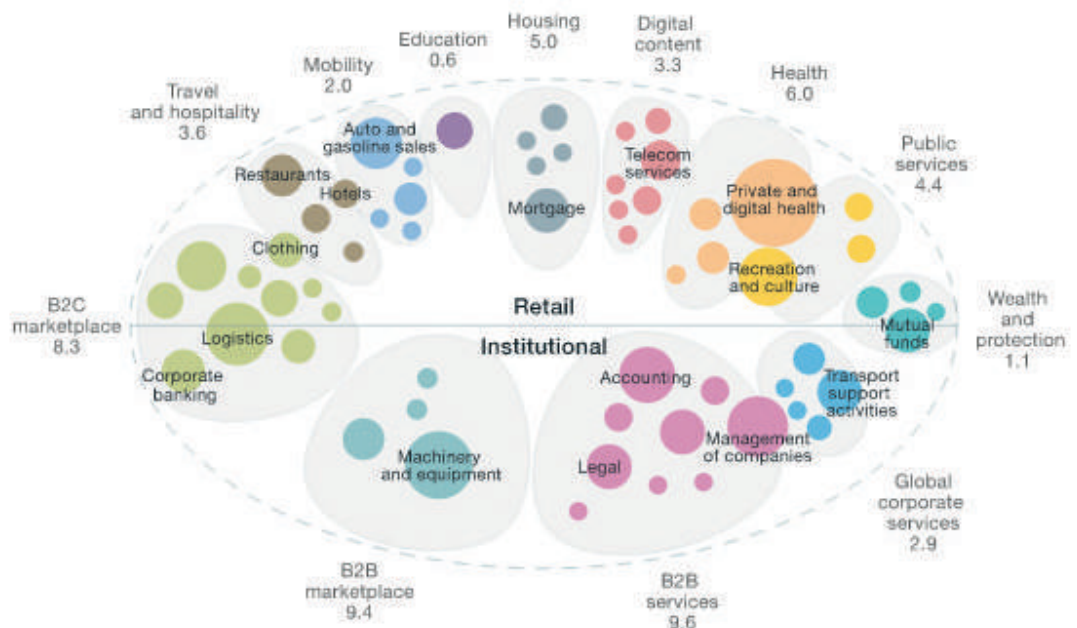 Housing
5.0
Education
0.6
Digital
content
3.3
Mobility
2.0
Health
6.0
Travel
and hospitality
3.6
Public
services
4.4
Auto and
gasoline sales
Restaurants
Hotels
Telecom
services
Private and
digital health
Mortgage
Clothing
Recreation
and culture
B2C
marketplace
8.3
Retail
Institutional
Wealth and
protection
1.1
Mutual
funds
Logistics
Corporate
banking
Accounting
Transport
support
activities
Machinery
and equipment
Legal
Management
of companies
Global
corporate
services
2.9
B2B
marketplace
9.4
B2B
services
9.6